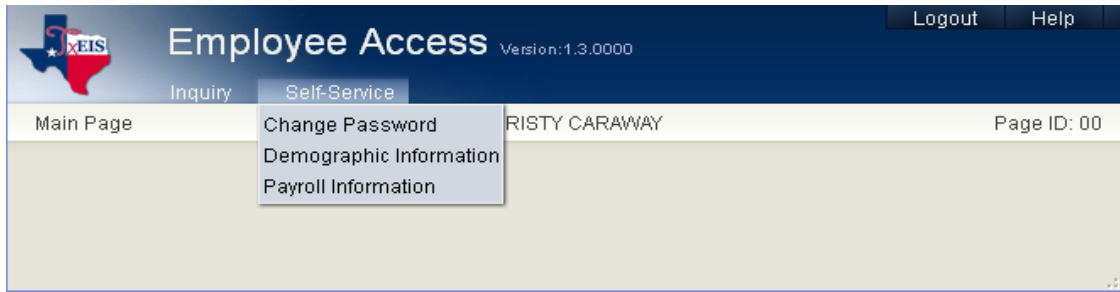 Logout Help
TxEIS
Employee Access Version:1.3.0000
Inquiry Self-Service
Main Page RISTY CARAWAY Page ID: 00
Change Password
Demographic Information
Payroll Information